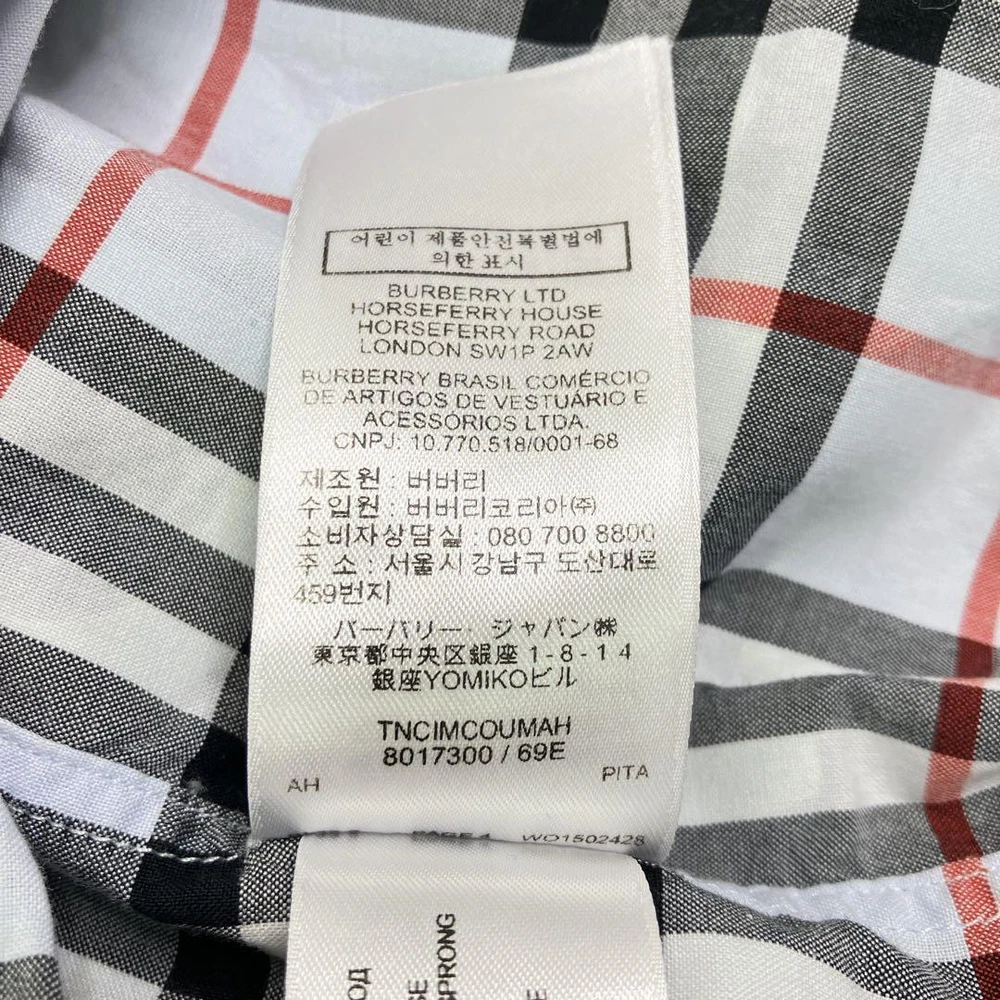 어린이 제품안전특별법에
의한 표시
BURBERRY LTD
HORSEFERRY HOUSE
HORSEFERRY ROAD
LONDON SW1P 2AW
BURBERRY BRASIL COMÉRCIO
DE ARTIGOS DE VESTUÁRIO E
ACESSÓRIOS LTDA.
CNPJ: 10.770.518/0001-68
제조원 : 버버리
수입원 : 버버리코리아㈜
소비자상담실 : 080 700 8800
주 소 : 서울시 강남구 도산대로
459번지
バーバリー・ジャパン㈱
東京都中央区銀座 1-8-14
銀座YOMIKOビル
TNCIMCOUMAH
8017300 / 69E
AH PITA
PAGE 4 WO1502428